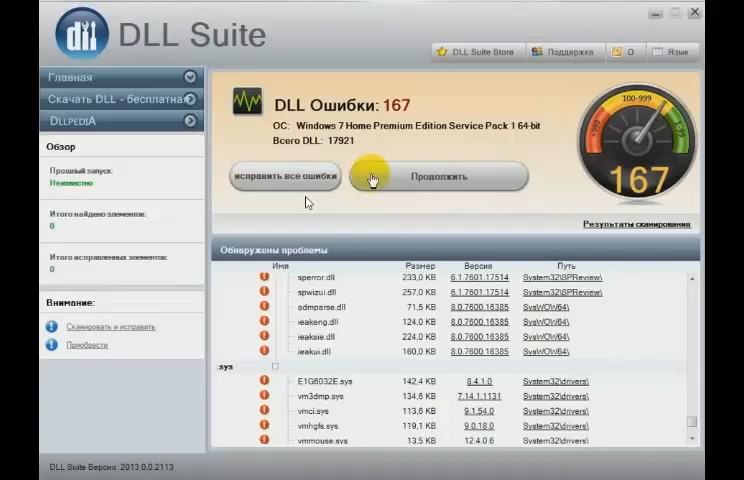 dll DLL Suite
DLL Suite Store Поддержка О Язык
Главная
Скачать DLL - бесплатная
DLLPEDIA
Обзор
Прошлый запуск:
Неизвестно
Итого найдено элементов:
0
Итого исправленных элементов:
0
Внимание:
Сканировать и исправить
Приобрести
DLL Ошибки: 167
ОС: Windows 7 Home Premium Edition Service Pack 1 64-bit
Всего DLL: 17921
исправить все ошибки Продолжить
>999 100-999 <99
167
Результаты сканирования
Обнаружены проблемы
Имя Размер Версия Путь
sperror.dll 233,0 KB 6.1.7601.17514 System32\SPReview\
spwizui.dll 257,0 KB 6.1.7601.17514 System32\SPReview\
admparse.dll 71,5 KB 8.0.7600.16385 SysWOW64\
ieakeng.dll 124,0 KB 8.0.7600.16385 SysWOW64\
ieaksie.dll 224,0 KB 8.0.7600.16385 SysWOW64\
ieakui.dll 160,0 KB 8.0.7600.16385 SysWOW64\
.sys
E1G6032E.sys 142,4 KB 8.4.1.0 System32\drivers\
vm3dmp.sys 134,6 KB 7.14.1.1131 System32\drivers\
vmci.sys 113,6 KB 9.1.54.0 System32\drivers\
vmhgfs.sys 119,1 KB 9.0.18.0 System32\drivers\
vmmouse.sys 13,5 KB 12.4.0.6 System32\drivers\
DLL Suite Версия: 2013.0.0.2113